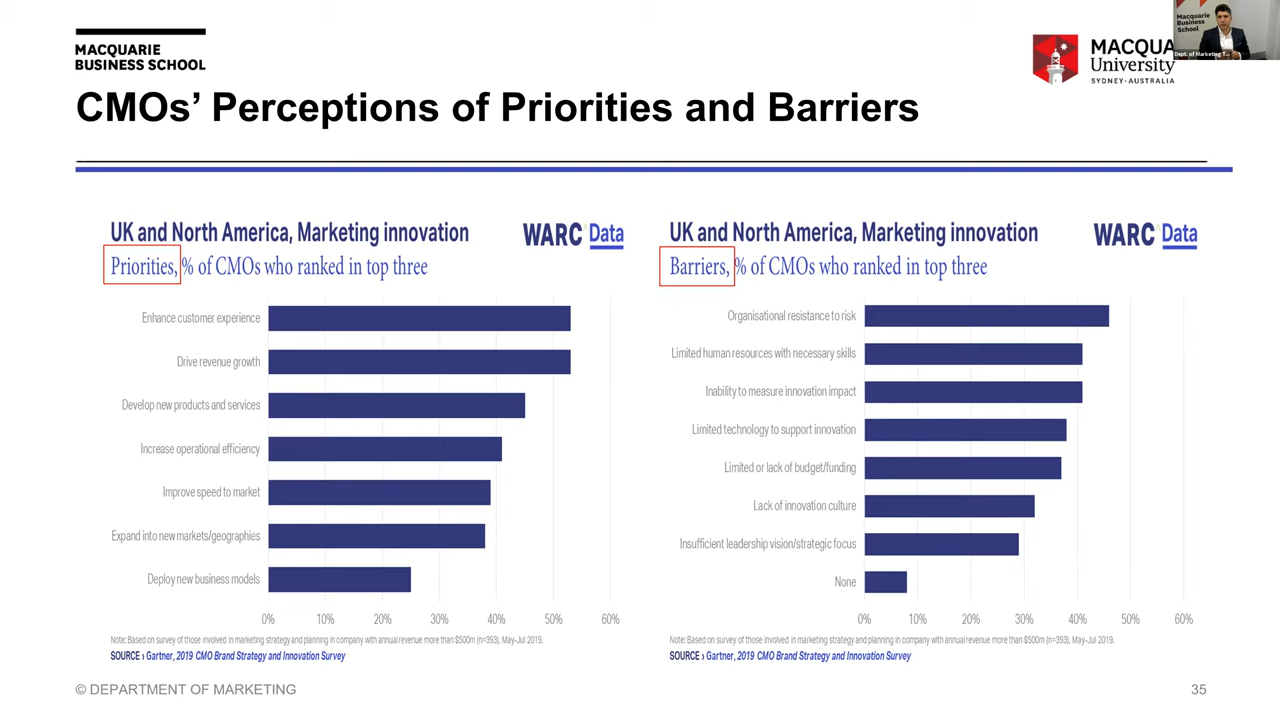 MACQUARIE
BUSINESS SCHOOL
MACQUA
University
SYDNEY·AUSTRALIA
Macquarie
Business
School
Dept. of Marketing T...
CMOs’ Perceptions of Priorities and Barriers
UK and North America, Marketing innovation
WARC Data
Priorities, % of CMOs who ranked in top three
Enhance customer experience
Drive revenue growth
Develop new products and services
Increase operational efficiency
Improve speed to market
Expand into new markets/geographies
Deploy new business models
0% 10% 20% 30% 40% 50% 60%
Note: Based on survey of those involved in marketing strategy and planning in company with annual revenue more than $500m (n=393), May-Jul 2019.
SOURCE › Gartner, 2019 CMO Brand Strategy and Innovation Survey
UK and North America, Marketing innovation
WARC Data
Barriers, % of CMOs who ranked in top three
Organisational resistance to risk
Limited human resources with necessary skills
Inability to measure innovation impact
Limited technology to support innovation
Limited or lack of budget/funding
Lack of innovation culture
Insufficient leadership vision/strategic focus
None
0% 10% 20% 30% 40% 50% 60%
Note: Based on survey of those involved in marketing strategy and planning in company with annual revenue more than $500m (n=393), May-Jul 2019.
SOURCE › Gartner, 2019 CMO Brand Strategy and Innovation Survey
© DEPARTMENT OF MARKETING
35